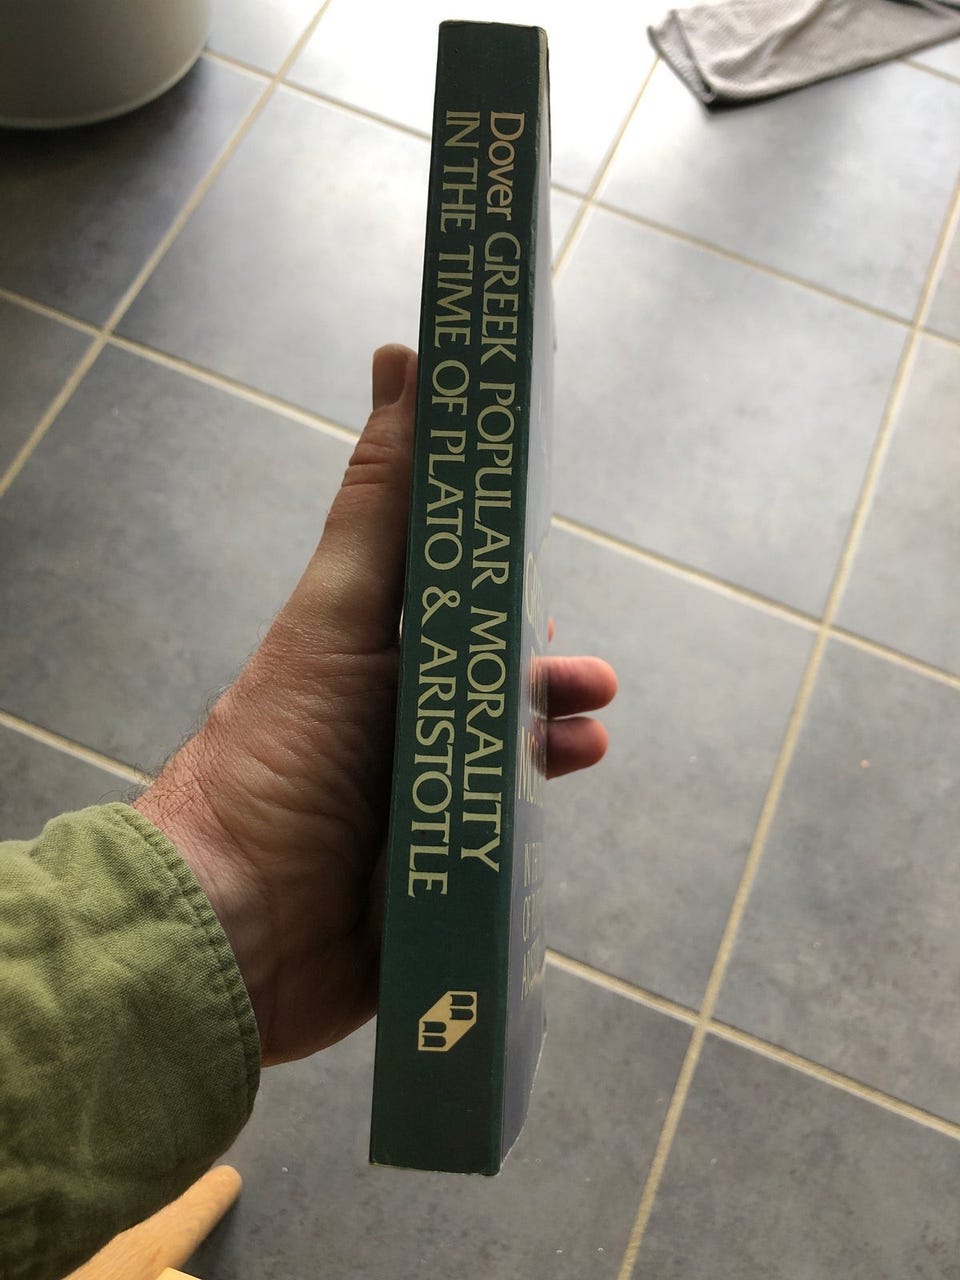 Dover GREEK POPULAR MORALITY
IN THE TIME OF PLATO & ARISTOTLE